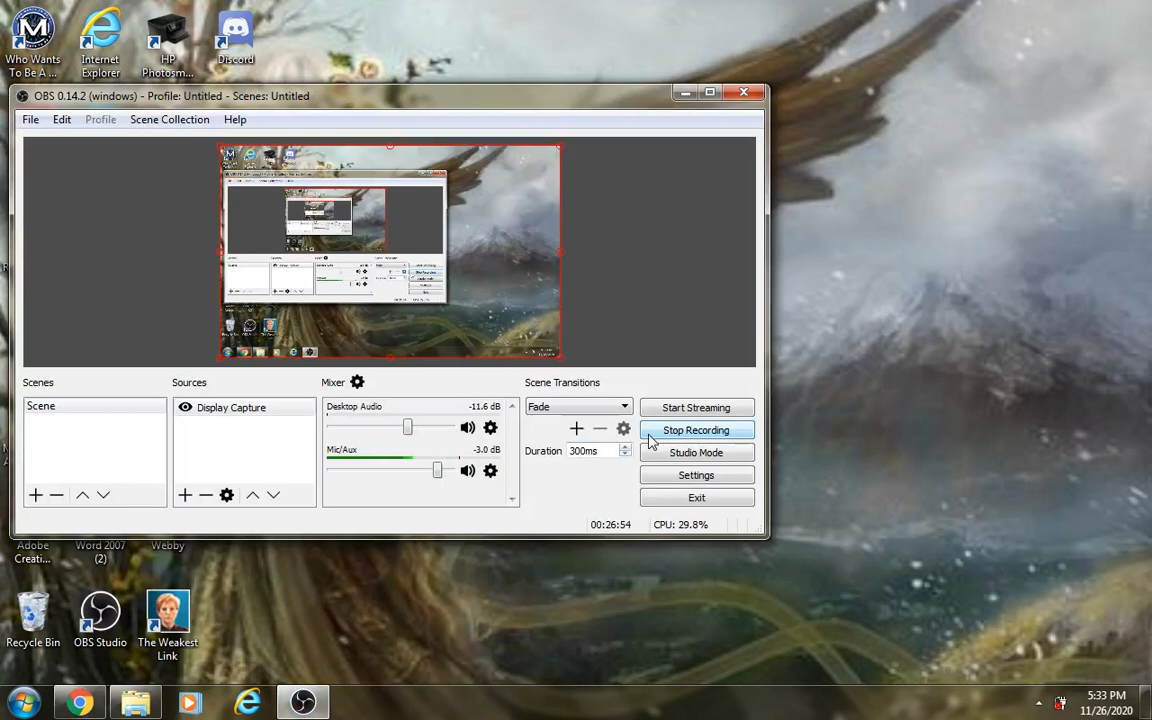 Who Wants
To Be A ...
Internet
Explorer
HP
Photosm...
Discord
OBS 0.14.2 (windows) - Profile: Untitled - Scenes: Untitled
File Edit Profile Scene Collection Help
Scenes
Sources
Mixer
Scene Transitions
Scene
Display Capture
Desktop Audio -11.6 dB
Mic/Aux -3.0 dB
Fade
Duration 300ms
Start Streaming
Stop Recording
Studio Mode
Settings
Exit
00:26:54 CPU: 29.8%
Adobe
Creati...
Word 2007
(2)
Webby
Recycle Bin
OBS Studio
The Weakest
Link
5:33 PM
11/26/2020